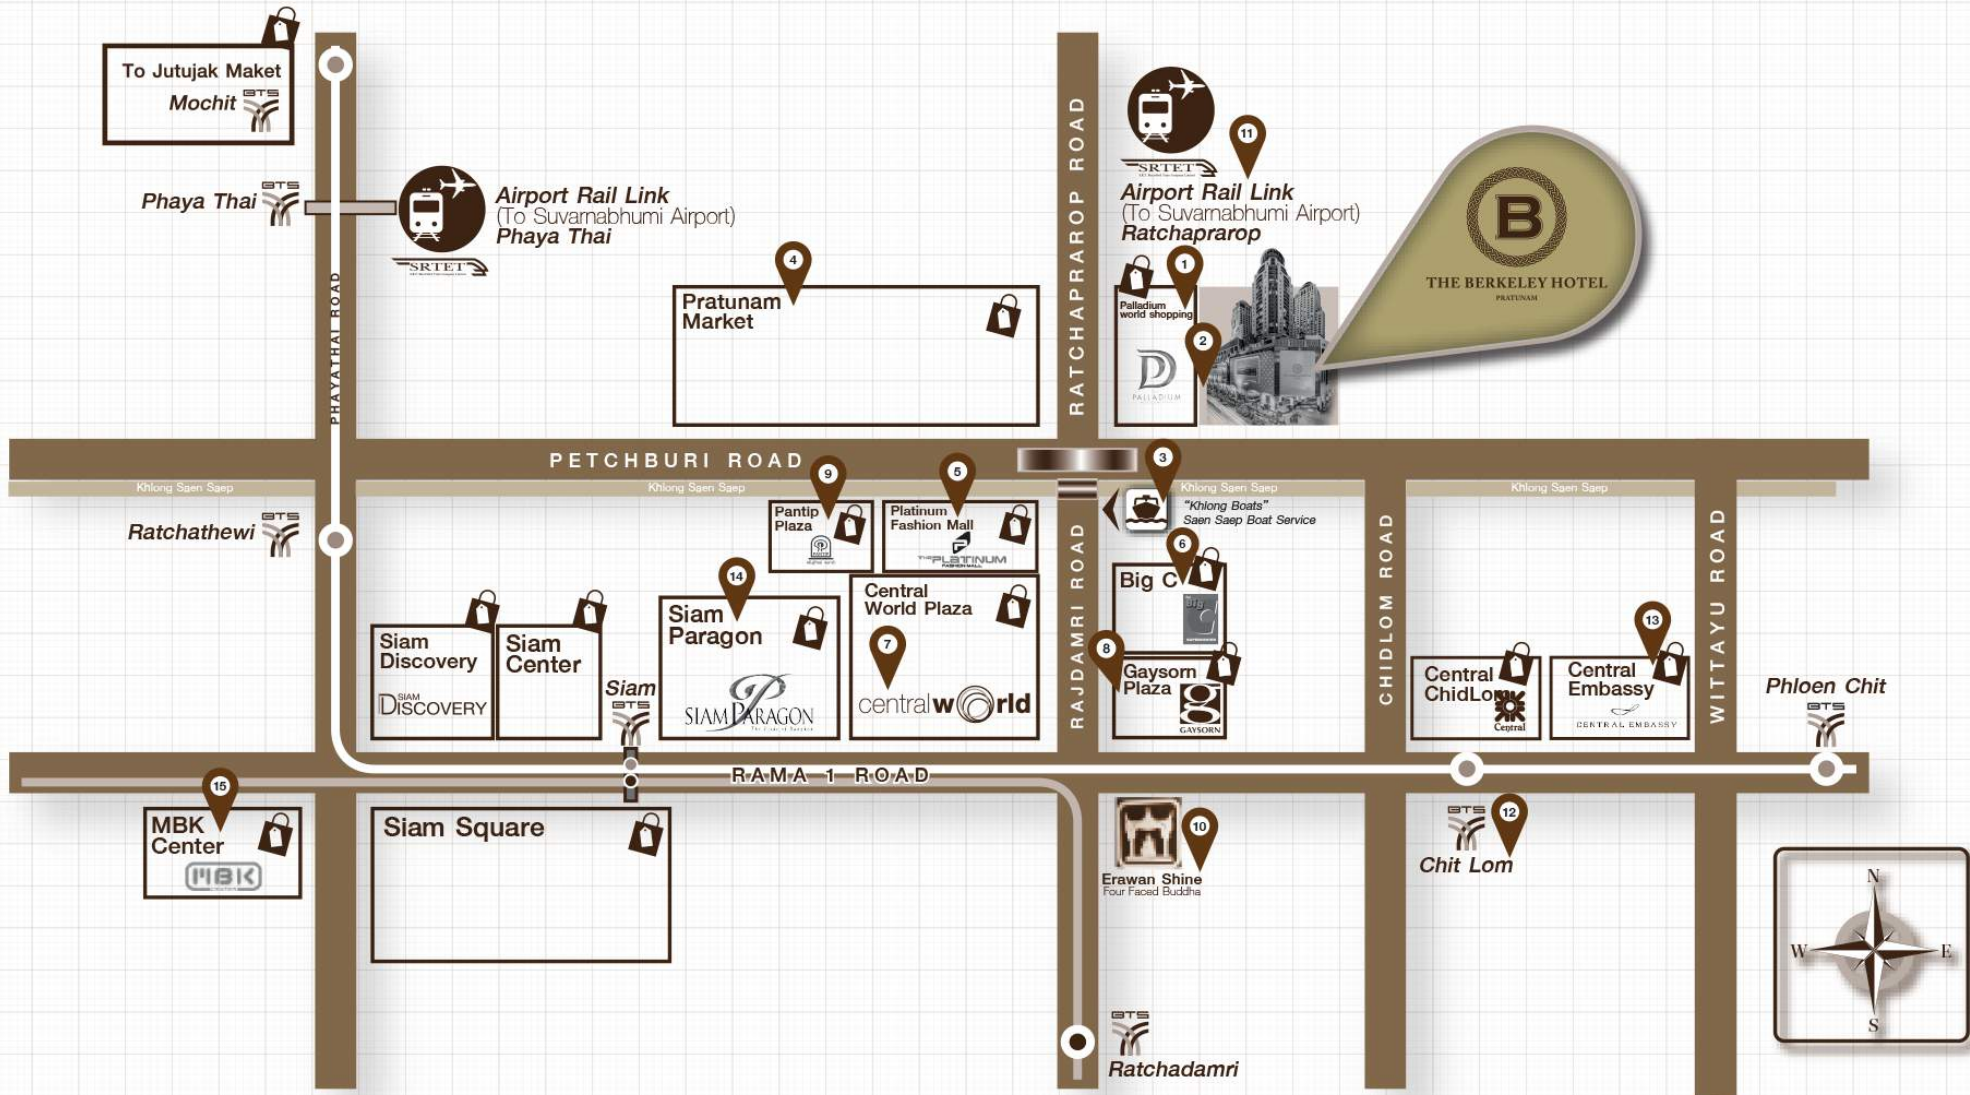 To Jutujak Maket
Mochit
BTS
Phaya Thai
BTS
SRTET
Airport Rail Link
(To Suvarnabhumi Airport)
Phaya Thai
PHAYATHAI ROAD
4
Pratunam
Market
RATCHAPRAROP ROAD
11
SRTET
Airport Rail Link
(To Suvarnabhumi Airport)
Ratchaprarop
1
Palladium
world shopping
2
PALLADIUM
B
THE BERKELEY HOTEL
PRATUNAM
PETCHBURI ROAD
Khlong Saen Saep
Khlong Saen Saep
Khlong Saen Saep
Khlong Saen Saep
3
"Khlong Boats"
Saen Saep Boat Service
Ratchathewi
BTS
9
Pantip
Plaza
5
Platinum
Fashion Mall
THE PLATINUM
FASHION MALL
14
Siam
Paragon
SIAM PARAGON
Central
World Plaza
7
centralworld
RAJDAMRI ROAD
6
Big C
Big C
8
Gaysorn
Plaza
g
GAYSORN
Siam
Discovery
SIAM
DISCOVERY
Siam
Center
Siam
BTS
CHIDLOM ROAD
Central
ChidLom
Central
13
Central
Embassy
CENTRAL EMBASSY
WITTAYU ROAD
Phloen Chit
BTS
RAMA 1 ROAD
15
MBK
Center
MBK
Siam Square
10
Erawan Shine
Four Faced Buddha
BTS
12
Chit Lom
BTS
Ratchadamri
N
W
E
S